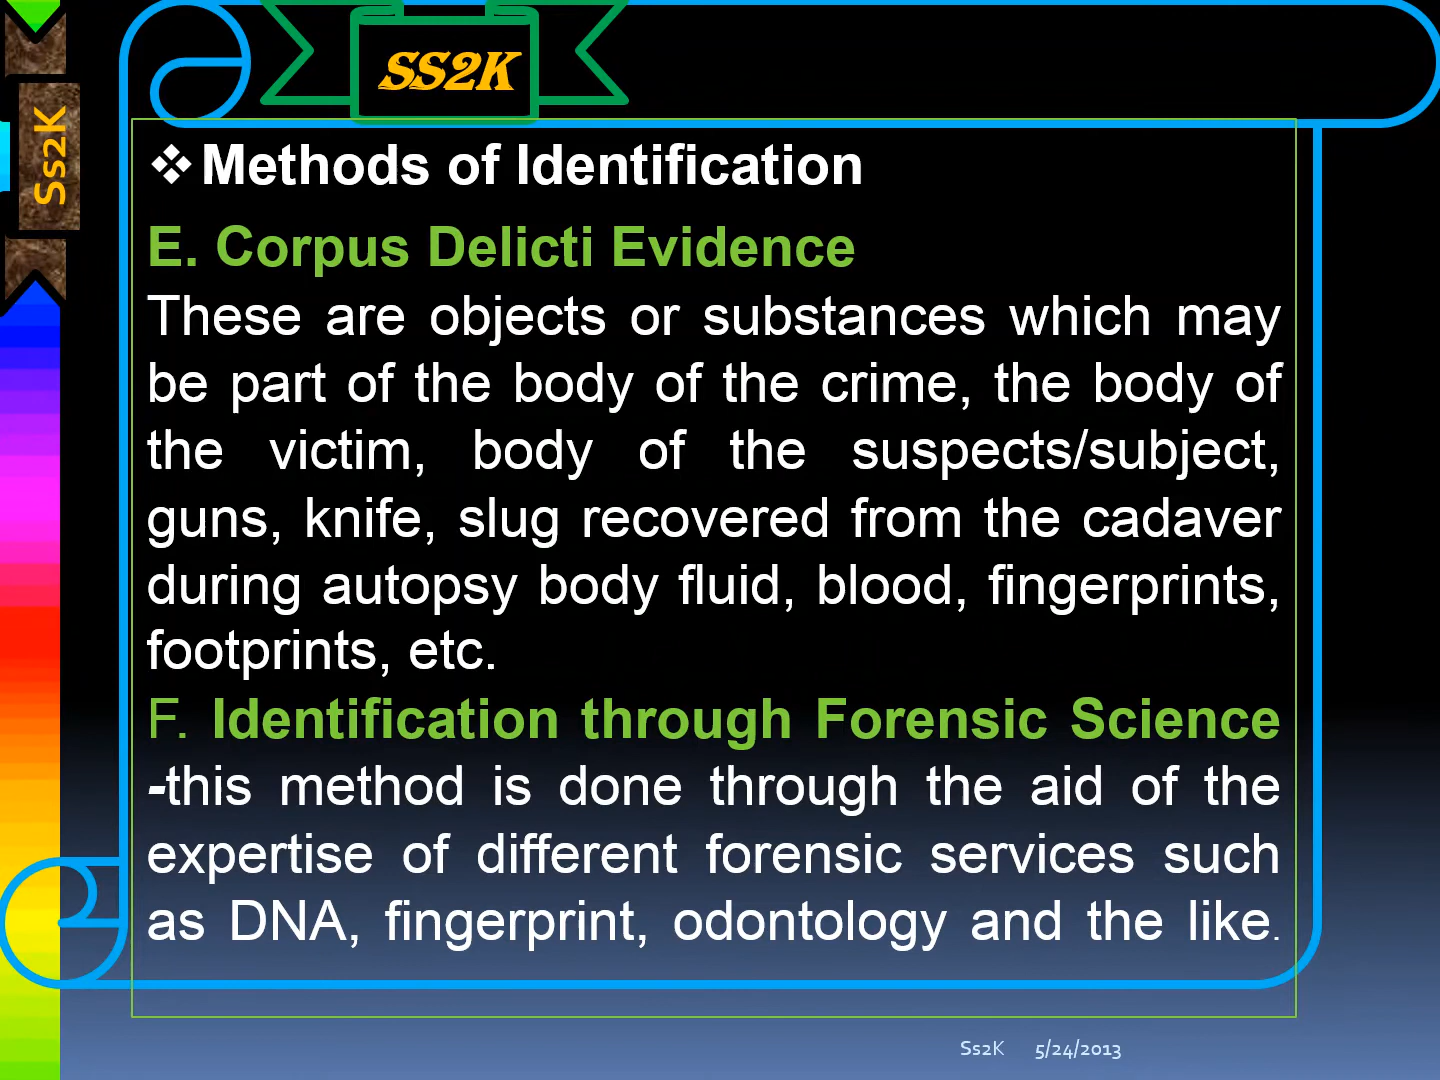 SS2K
Ss2K
❖Methods of Identification
E. Corpus Delicti Evidence
These are objects or substances which may
be part of the body of the crime, the body of
the victim, body of the suspects/subject,
guns, knife, slug recovered from the cadaver
during autopsy body fluid, blood, fingerprints,
footprints, etc.
F. Identification through Forensic Science
-this method is done through the aid of the
expertise of different forensic services such
as DNA, fingerprint, odontology and the like.
Ss2K 5/24/2013